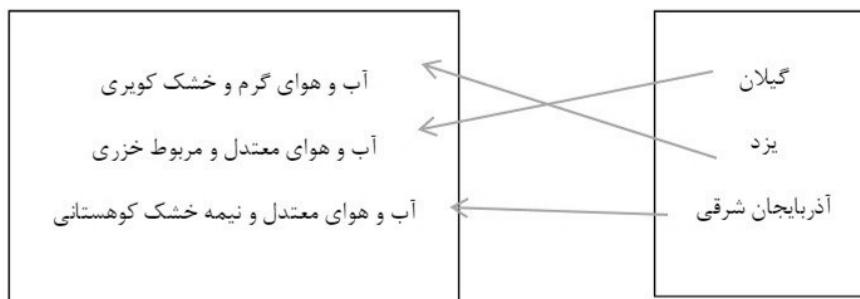 گیلان
یزد
آذربایجان شرقی
آب و هوای گرم و خشک کویری
آب و هوای معتدل و مربوط خزری
آب و هوای معتدل و نیمه خشک کوهستانی